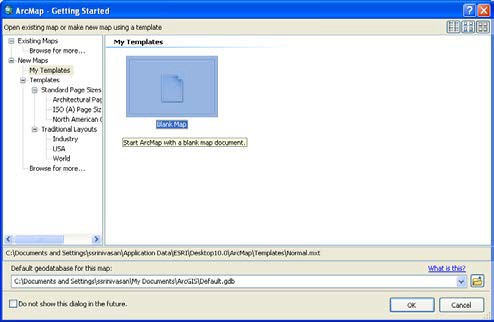 ArcMap - Getting Started
Open existing map or make new map using a template
Existing Maps
Browse for more...
New Maps
My Templates
Templates
Standard Page Sizes
Architectural Pag
ISO (A) Page Siz
North American (
Traditional Layouts
Industry
USA
World
Browse for more...
My Templates
Blank Map
Start ArcMap with a blank map document.
C:\Documents and Settings\ssrinivasan\Application Data\ESRI\Desktop10.0\ArcMap\Templates\Normal.mxt
Default geodatabase for this map:
What is this?
C:\Documents and Settings\ssrinivasan\My Documents\ArcGIS\Default.gdb
Do not show this dialog in the future.
OK
Cancel